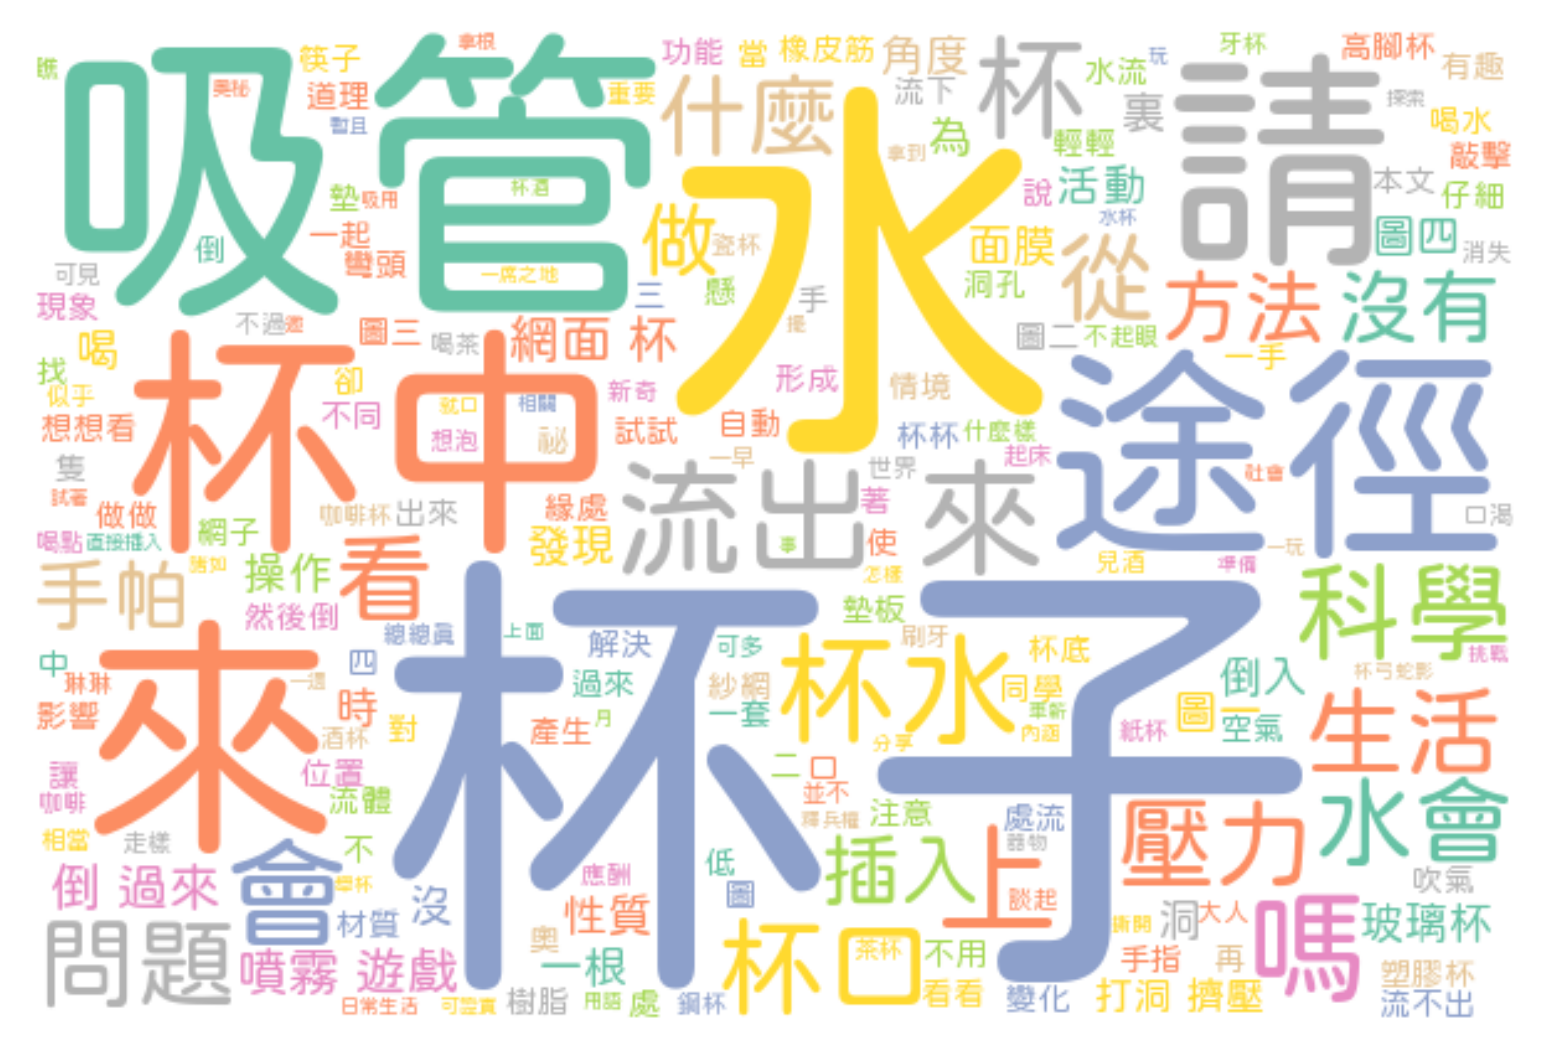 吸管
水
杯子
杯中
途徑
請
來
流出 來
杯
什麼
筷子
拿根
功能
當
橡皮筋
角度
水流
玩
牙杯
高腳杯
有趣
瞧
奧秘
道理
暫且
重要
流下
裏
探索
喝水
為
輕輕
拿到
敲擊
杯酒
墊
吸用
說
活動
本文
仔細
倒
一起
彎頭
做
瓷杯
面膜
水杯
從
圖四
消失
可見
現象
一席之地
三
懸
手
洞孔
方法
沒有
不過
圖三
喝茶
網面 杯
圖二
不起眼
一手
喝
找
似乎
卻
新奇
形成
情境
想想看
不同
就口
相關
想泡
祕
試試
自動
杯杯
什麼樣
隻
一早
世界
起床
社會
試著
做做
咖啡杯
出來
緣處
著
口渴
喝點
直接插入
網子
發現
事
使
一玩
手帕
諸如
操作
看
怎樣
兒酒
準備
然後倒
墊板
科學
總總
上面
解決
可多
杯水
刷牙
杯底
挑戰
中
琳琳
四
過來
紗網
同學
倒入
杯弓蛇影
影響
時
對
產生
月
一套
圖一
空氣
生活
酒杯
分享
內涵
紙杯
讓
位置
二
口
咖啡
流體
並不
注意
處流
壓力
水會
相當
走樣
不
釋兵權
器物
倒 過來
會
舉杯
應酬
低
插入
上
吹氣
沒
圖
談起
材質
性質
杯口
茶杯
撕開
洞
大人
嗎
玻璃杯
問題
噴霧 遊戲
奧
一根
不用
手指
再
塑膠杯
日常生活
樹脂
用語
處
鋼杯
看看
變化
打洞 擠壓
流不出